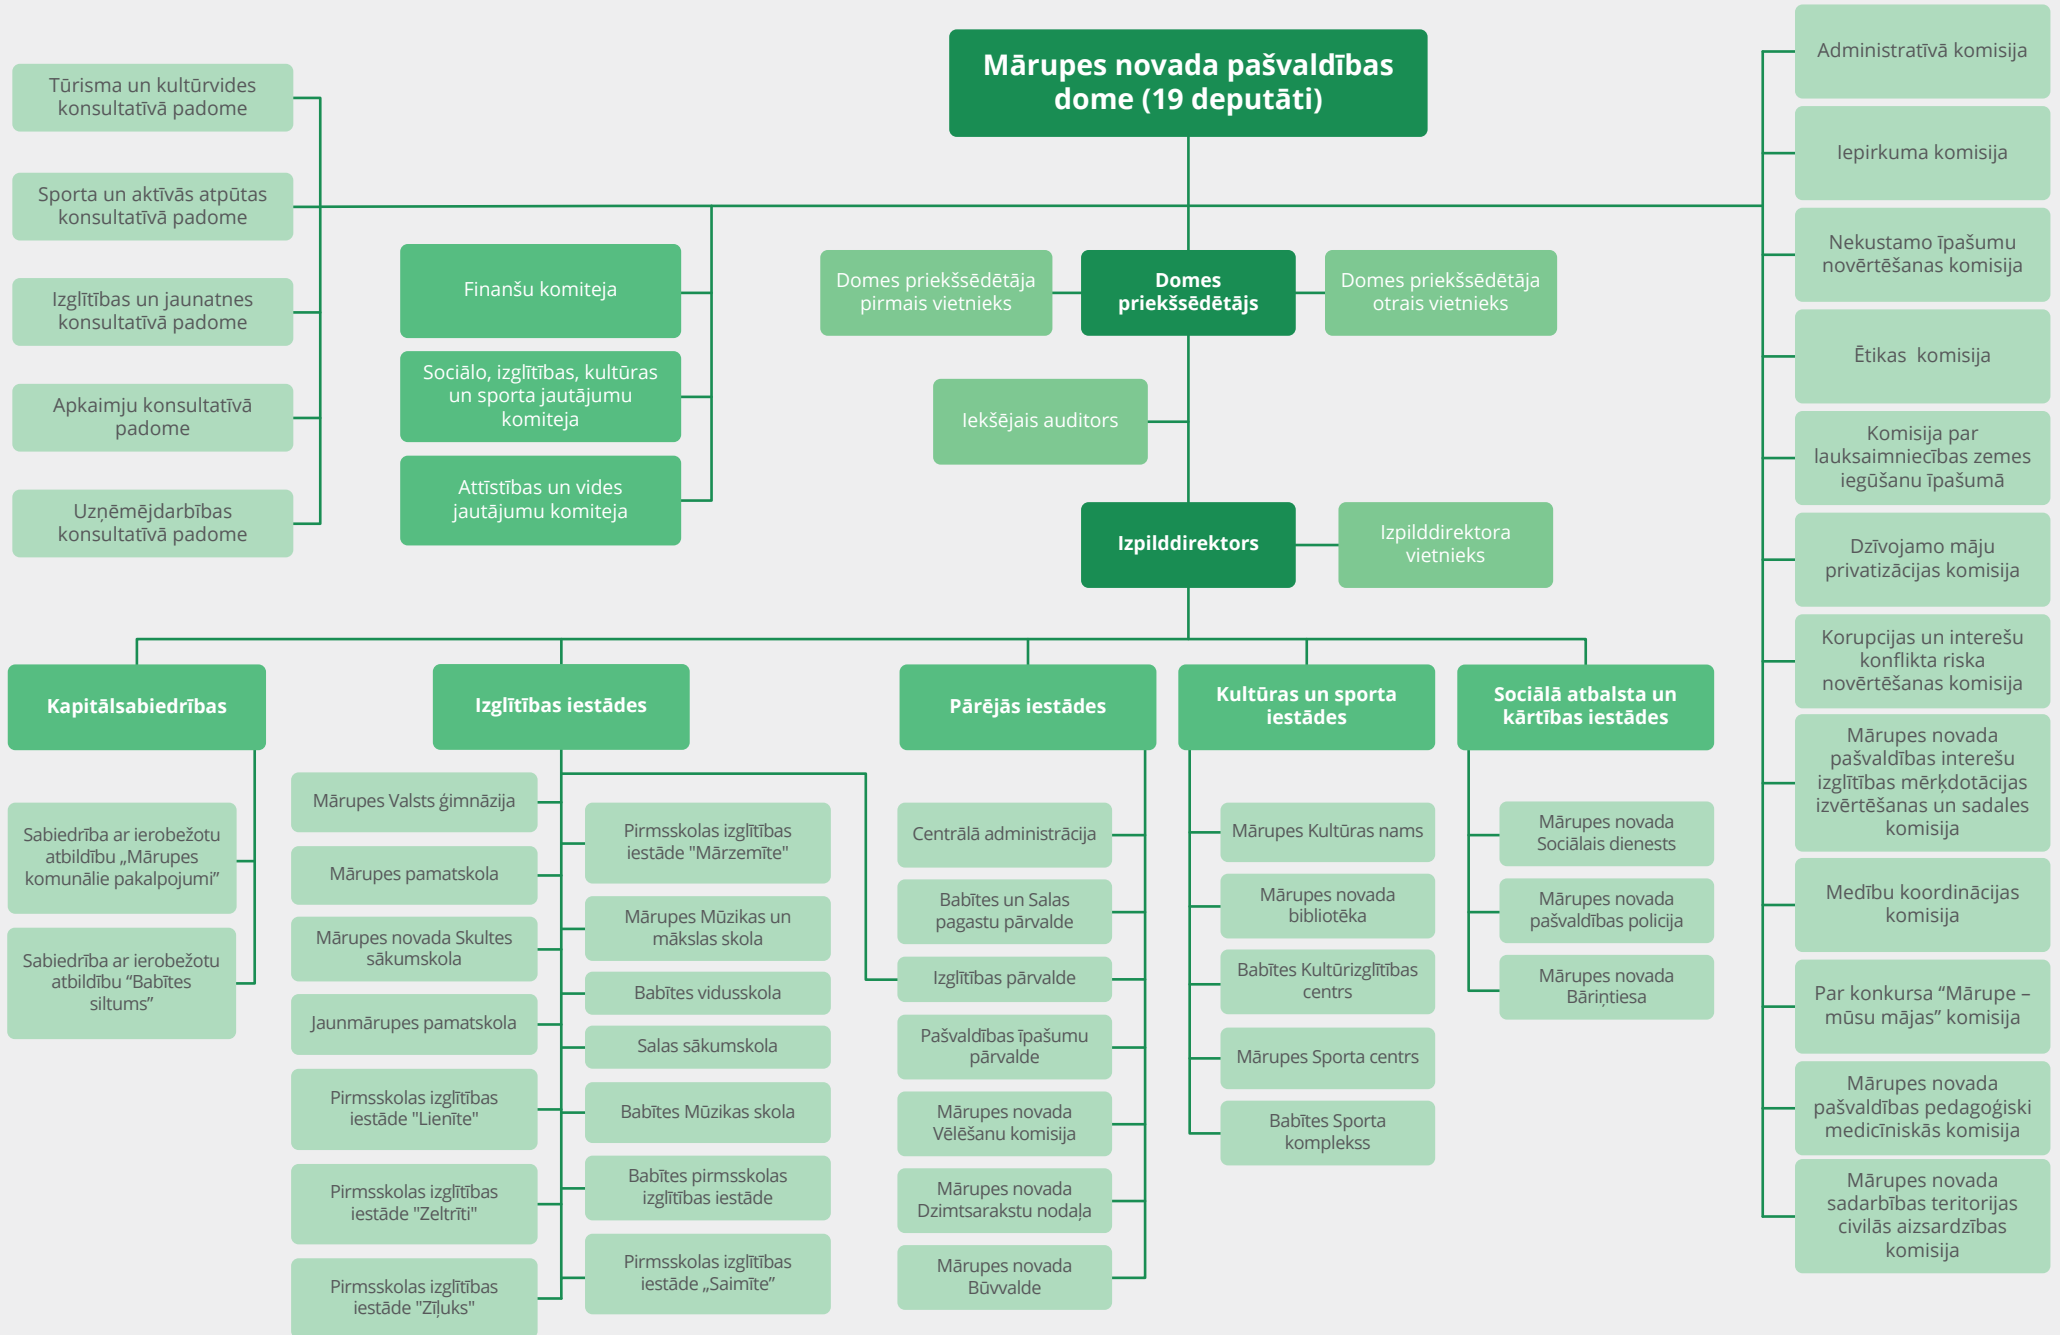 Mārupes novada pašvaldības
dome (19 deputāti)
Tūrisma un kultūrvides
konsultatīvā padome
Sporta un aktīvās atpūtas
konsultatīvā padome
Izglītības un jaunatnes
konsultatīvā padome
Apkaimju konsultatīvā
padome
Uzņēmējdarbības
konsultatīvā padome
Finanšu komiteja
Sociālo, izglītības, kultūras
un sporta jautājumu
komiteja
Attīstības un vides
jautājumu komiteja
Domes priekšsēdētāja
pirmais vietnieks
Domes
priekšsēdētājs
Domes priekšsēdētāja
otrais vietnieks
Iekšējais auditors
Izpilddirektors
Izpilddirektora
vietnieks
Administratīvā komisija
Iepirkuma komisija
Nekustamo īpašumu
novērtēšanas komisija
Ētikas komisija
Komisija par
lauksaimniecības zemes
iegūšanu īpašumā
Dzīvojamo māju
privatizācijas komisija
Korupcijas un interešu
konflikta riska
novērtēšanas komisija
Mārupes novada
pašvaldības interešu
izglītības mērķdotācijas
izvērtēšanas un sadales
komisija
Medību koordinācijas
komisija
Par konkursa “Mārupe –
mūsu mājas” komisija
Mārupes novada
pašvaldības pedagoģiski
medicīniskās komisija
Mārupes novada
sadarbības teritorijas
civilās aizsardzības
komisija
Kapitālsabiedrības
Sabiedrība ar ierobežotu
atbildību „Mārupes
komunālie pakalpojumi”
Sabiedrība ar ierobežotu
atbildību “Babītes
siltums”
Izglītības iestādes
Mārupes Valsts ģimnāzija
Mārupes pamatskola
Mārupes novada Skultes
sākumskola
Jaunmārupes pamatskola
Pirmsskolas izglītības
iestāde "Lienīte"
Pirmsskolas izglītības
iestāde "Zeltrīti"
Pirmsskolas izglītības
iestāde "Zīļuks"
Pirmsskolas izglītības
iestāde "Mārzemīte"
Mārupes Mūzikas un
mākslas skola
Babītes vidusskola
Salas sākumskola
Babītes Mūzikas skola
Babītes pirmsskolas
izglītības iestāde
Pirmsskolas izglītības
iestāde „Saimīte”
Pārējās iestādes
Centrālā administrācija
Babītes un Salas
pagastu pārvalde
Izglītības pārvalde
Pašvaldības īpašumu
pārvalde
Mārupes novada
Vēlēšanu komisija
Mārupes novada
Dzimtsarakstu nodaļa
Mārupes novada
Būvvalde
Kultūras un sporta
iestādes
Mārupes Kultūras nams
Mārupes novada
bibliotēka
Babītes Kultūrizglītības
centrs
Mārupes Sporta centrs
Babītes Sporta
komplekss
Sociālā atbalsta un
kārtības iestādes
Mārupes novada
Sociālais dienests
Mārupes novada
pašvaldības policija
Mārupes novada
Bāriņtiesa